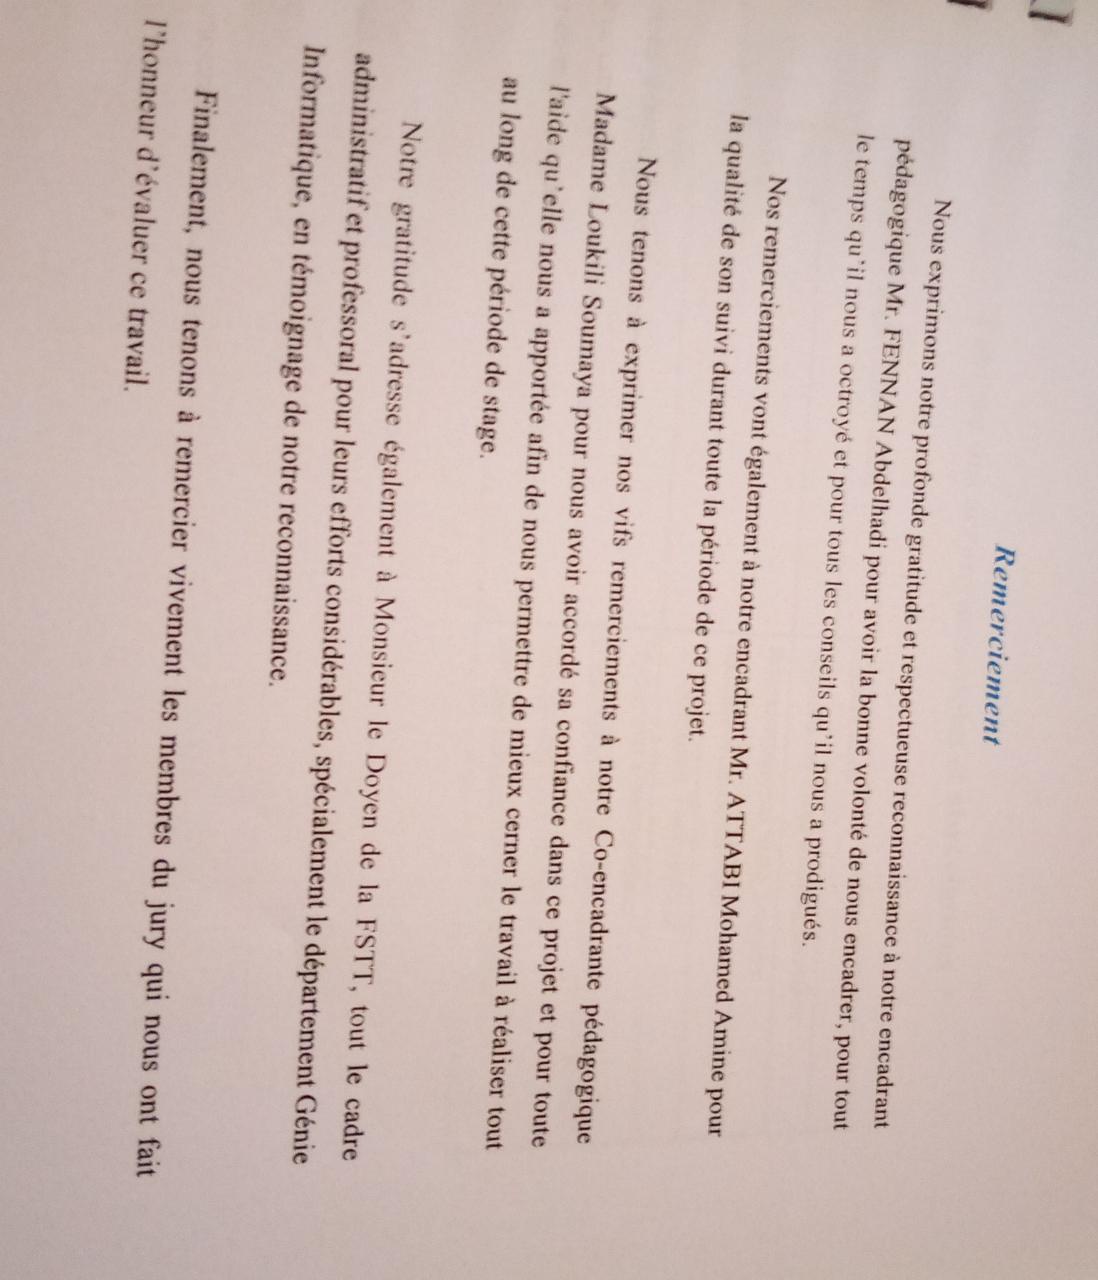 Remerciement
Nous exprimons notre profonde gratitude et respectueuse reconnaissance à notre encadrant
pédagogique Mr. FENNAN Abdelhadi pour avoir la bonne volonté de nous encadrer, pour tout
le temps qu'il nous a octroyé et pour tous les conseils qu'il nous a prodigués.
Nos remerciements vont également à notre encadrant Mr. ATTABI Mohamed Amine pour
la qualité de son suivi durant toute la période de ce projet.
Nous tenons à exprimer nos vifs remerciements à notre Co-encadrante pédagogique
Madame Loukili Soumaya pour nous avoir accordé sa confiance dans ce projet et pour toute
l'aide qu'elle nous a apportée afin de nous permettre de mieux cerner le travail à réaliser tout
au long de cette période de stage.
Notre gratitude s'adresse également à Monsieur le Doyen de la FSTT, tout le cadre
administratif et professoral pour leurs efforts considérables, spécialement le département Génie
Informatique, en témoignage de notre reconnaissance.
Finalement, nous tenons à remercier vivement les membres du jury qui nous ont fait
l'honneur d'évaluer ce travail.